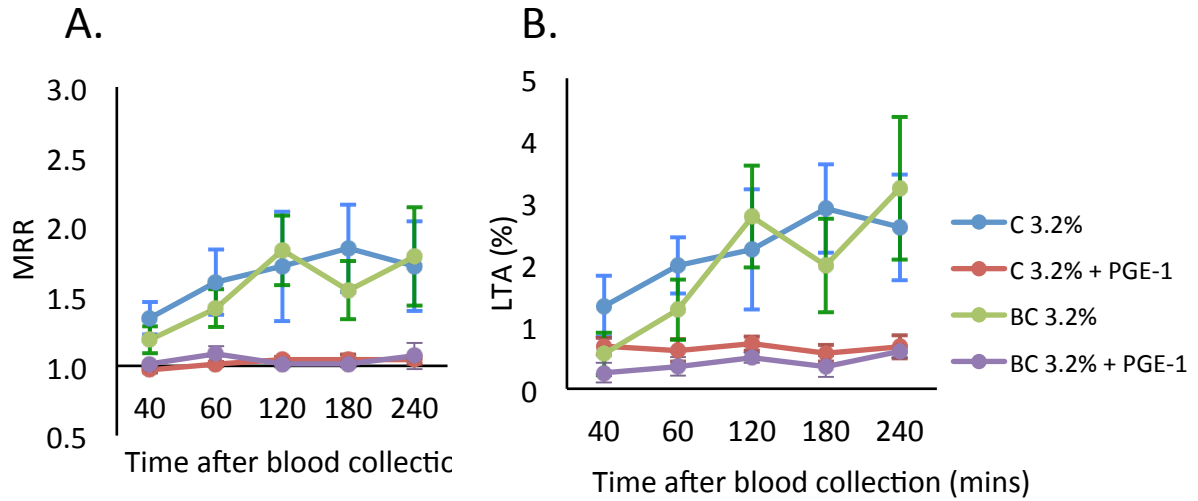 A.
3.0
2.5
2.0
1.5
1.0
0.5
MRR
40 60 120 180 240
Time after blood collectic
B.
5
4
3
2
1
0
LTA (%)
40 60 120 180 240
Time after blood collection (mins)
C 3.2%
C 3.2% + PGE-1
BC 3.2%
BC 3.2% + PGE-1